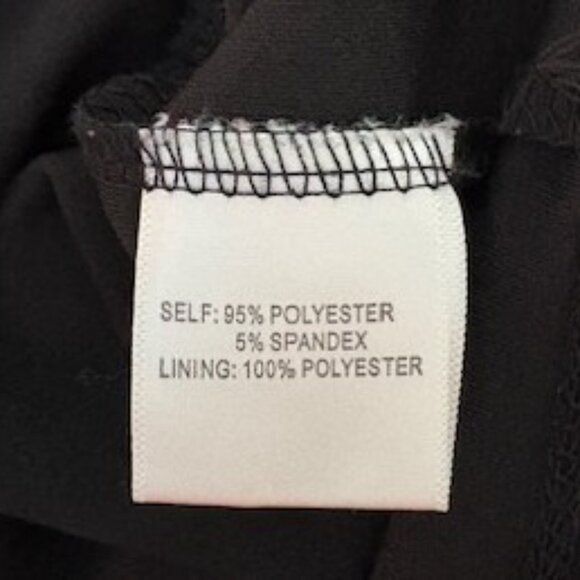 SELF: 95% POLYESTER
5% SPANDEX
LINING: 100% POLYESTER